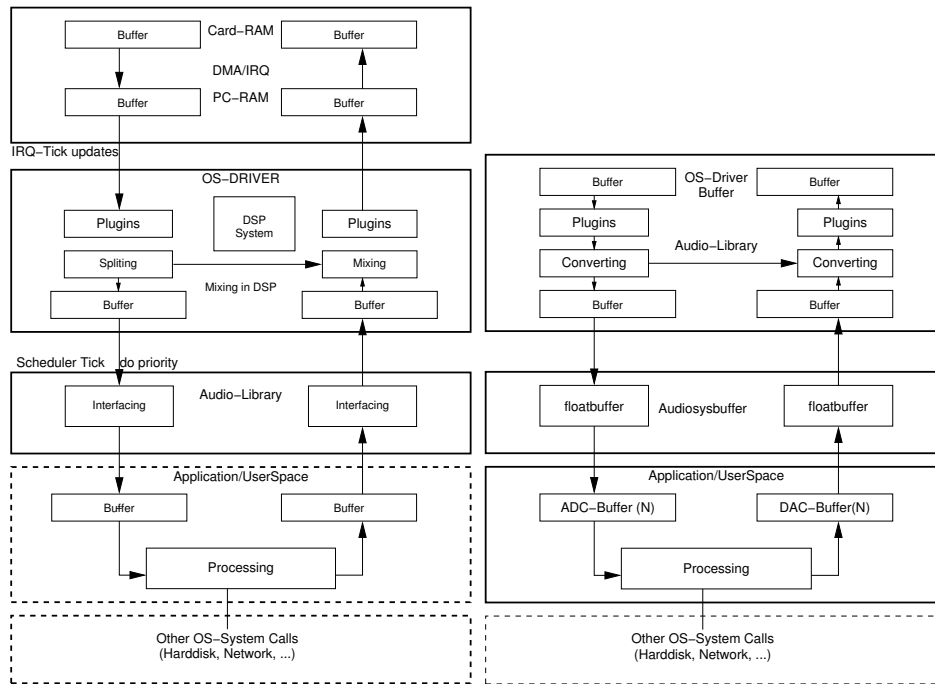 Buffer Card−RAM Buffer
DMA/IRQ
Buffer PC−RAM Buffer
IRQ−Tick updates
OS−DRIVER
Plugins DSP System Plugins
Spliting Mixing
Mixing in DSP
Buffer Buffer
Scheduler Tick do priority
Audio−Library
Interfacing Interfacing
Application/UserSpace
Buffer Buffer
Processing
Other OS−System Calls
(Harddisk, Network, ...)
Buffer OS−Driver Buffer Buffer
Plugins Plugins
Audio−Library
Converting Converting
Buffer Buffer
floatbuffer Audiosysbuffer floatbuffer
Application/UserSpace
ADC−Buffer (N) DAC−Buffer(N)
Processing
Other OS−System Calls
(Harddisk, Network, ...)